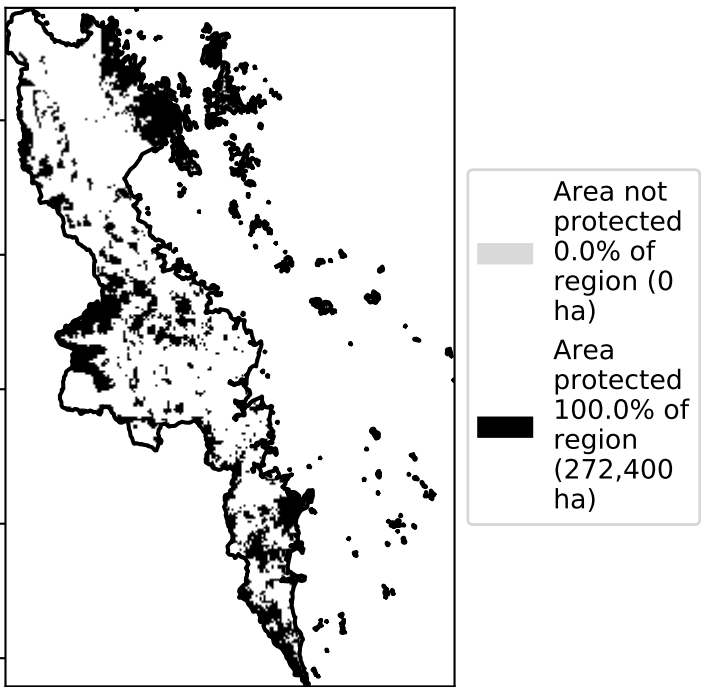 Area not
protected
0.0% of
region (0
ha)
Area
protected
100.0% of
region
(272,400
ha)